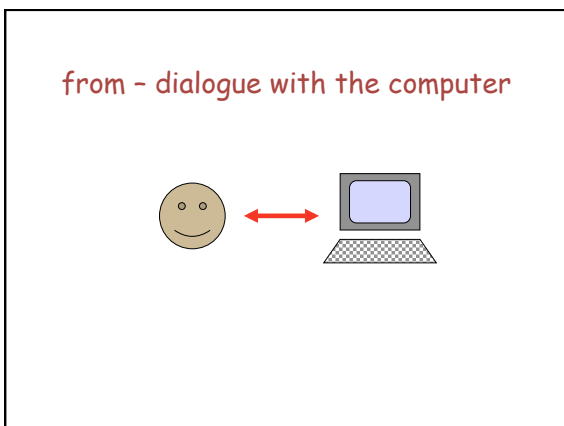 from – dialogue with the computer